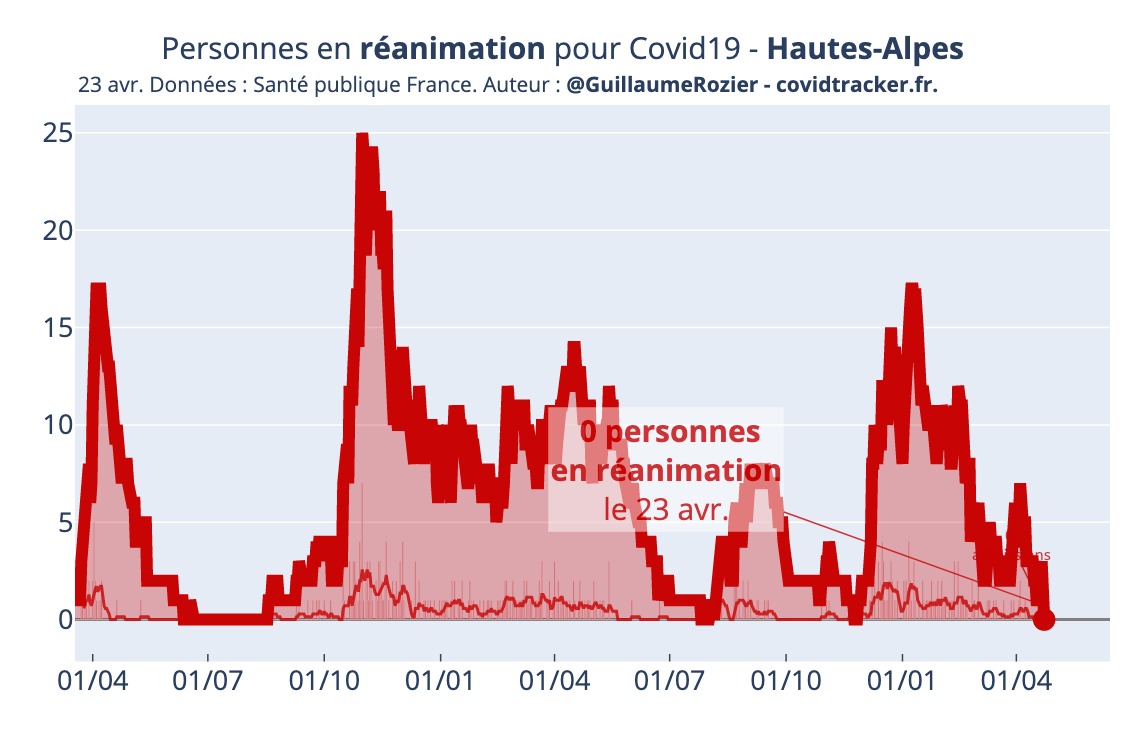 Personnes en réanimation pour Covid19 - Hautes-Alpes
23 avr. Données : Santé publique France. Auteur : @GuillaumeRozier - covidtracker.fr.
25
20
15
10
5
0
0 personnes
en réanimation
le 23 avr.
01/04 01/07 01/10 01/01 01/04 01/07 01/10 01/01 01/04